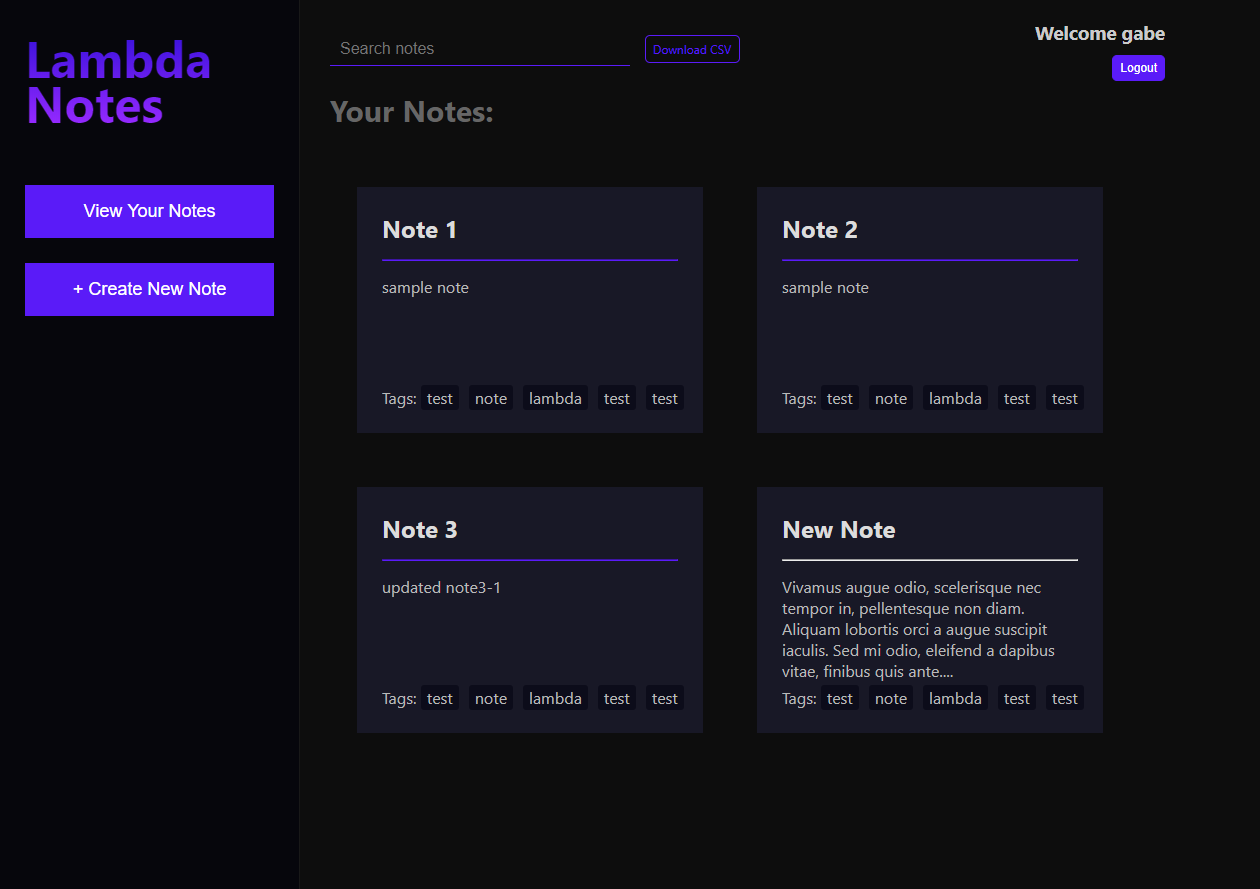 Lambda
Notes
View Your Notes
+ Create New Note
Search notes
Download CSV
Welcome gabe
Logout
Your Notes:
Note 1
sample note
Tags: test note lambda test test
Note 2
sample note
Tags: test note lambda test test
Note 3
updated note3-1
Tags: test note lambda test test
New Note
Vivamus augue odio, scelerisque nec
tempor in, pellentesque non diam.
Aliquam lobortis orci a augue suscipit
iaculis. Sed mi odio, eleifend a dapibus
vitae, finibus quis ante....
Tags: test note lambda test test